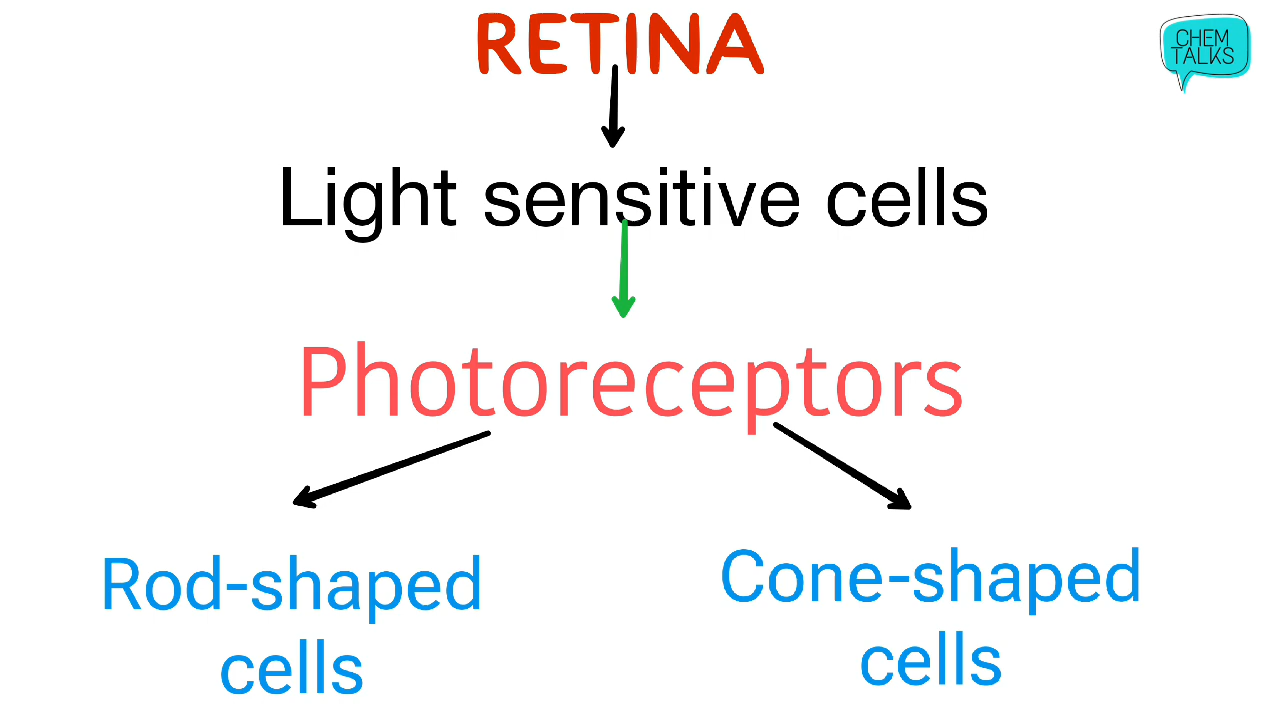 RETINA
CHEM
TALKS
Light sensitive cells
Photoreceptors
Rod-shaped
cells
Cone-shaped
cells